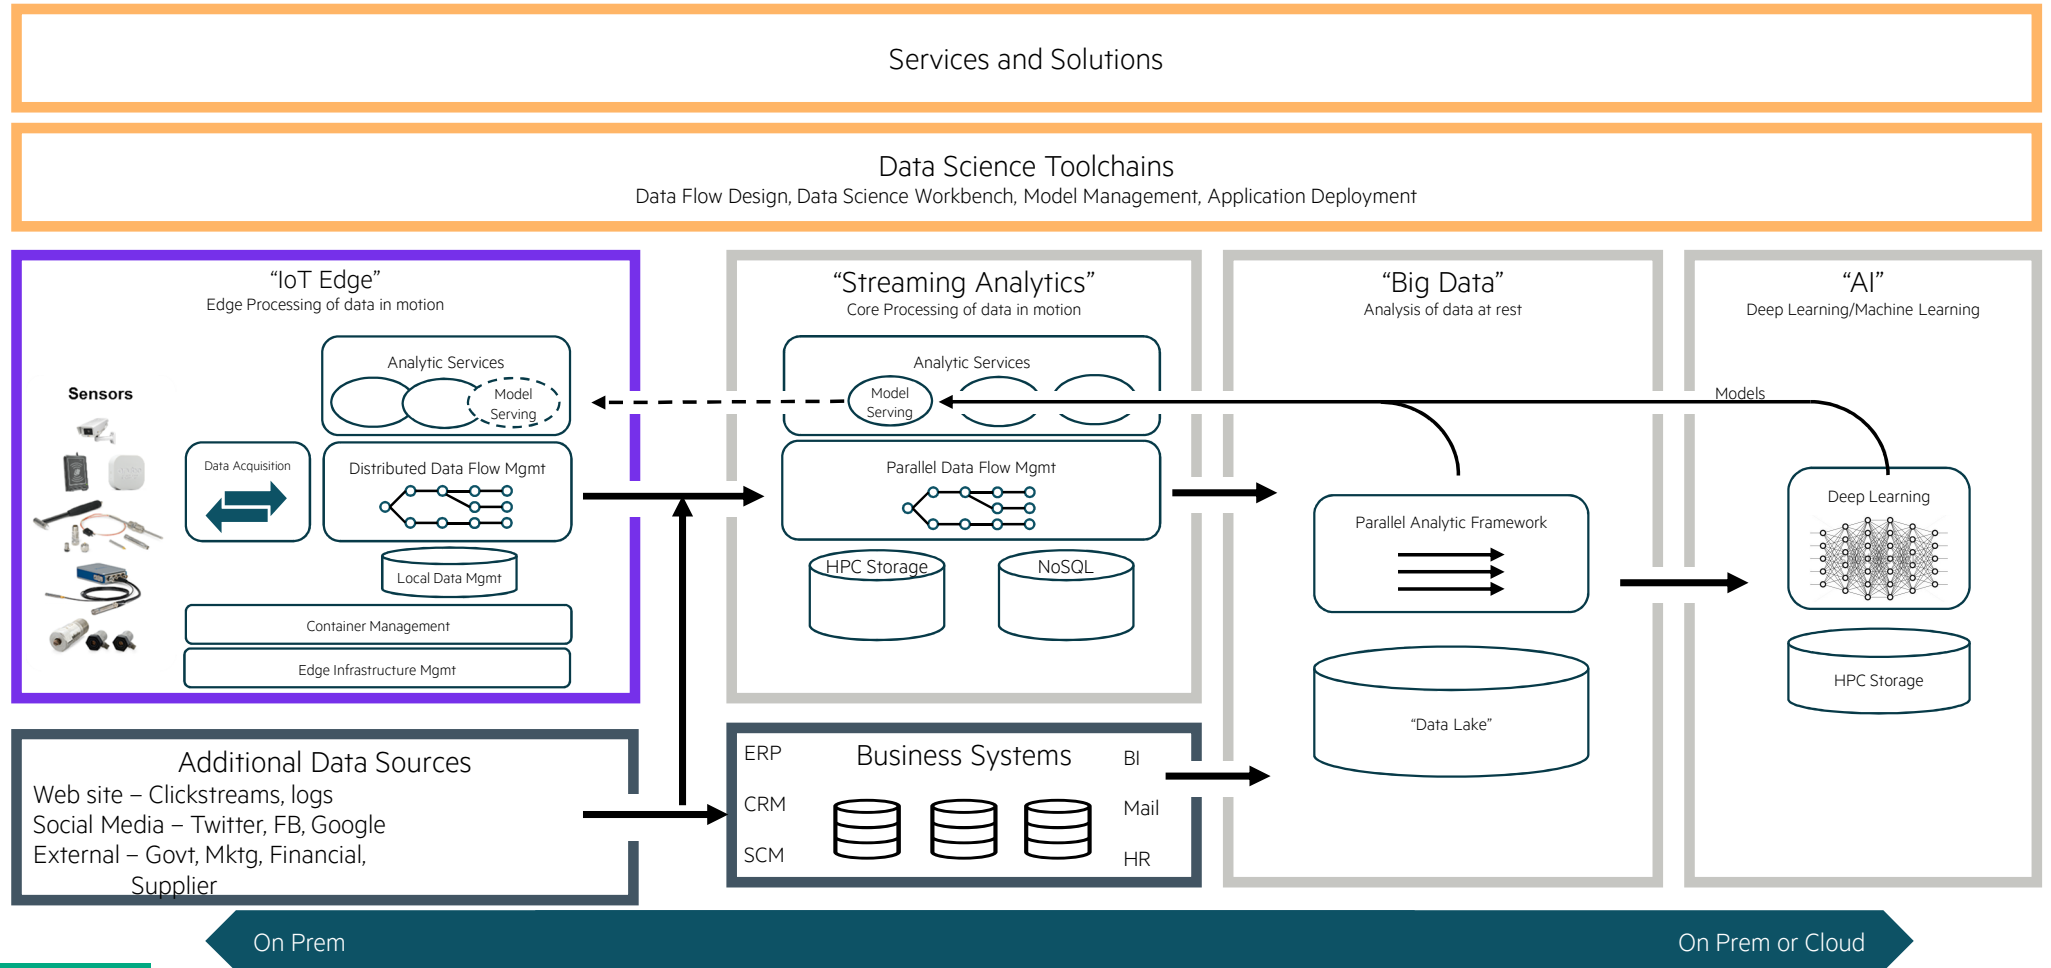 Services and Solutions
Data Science Toolchains
Data Flow Design, Data Science Workbench, Model Management, Application Deployment
“IoT Edge”
Edge Processing of data in motion
Analytic Services
Model
Serving
Sensors
Data Acquisition
Distributed Data Flow Mgmt
Local Data Mgmt
Container Management
Edge Infrastructure Mgmt
“Streaming Analytics”
Core Processing of data in motion
Analytic Services
Model
Serving
Parallel Data Flow Mgmt
HPC Storage
NoSQL
“Big Data”
Analysis of data at rest
Parallel Analytic Framework
“Data Lake”
“AI”
Deep Learning/Machine Learning
Models
Deep Learning
HPC Storage
Additional Data Sources
Web site – Clickstreams, logs
Social Media – Twitter, FB, Google
External – Govt, Mktg, Financial,
Supplier
Business Systems
ERP
CRM
SCM
BI
Mail
HR
On Prem
On Prem or Cloud